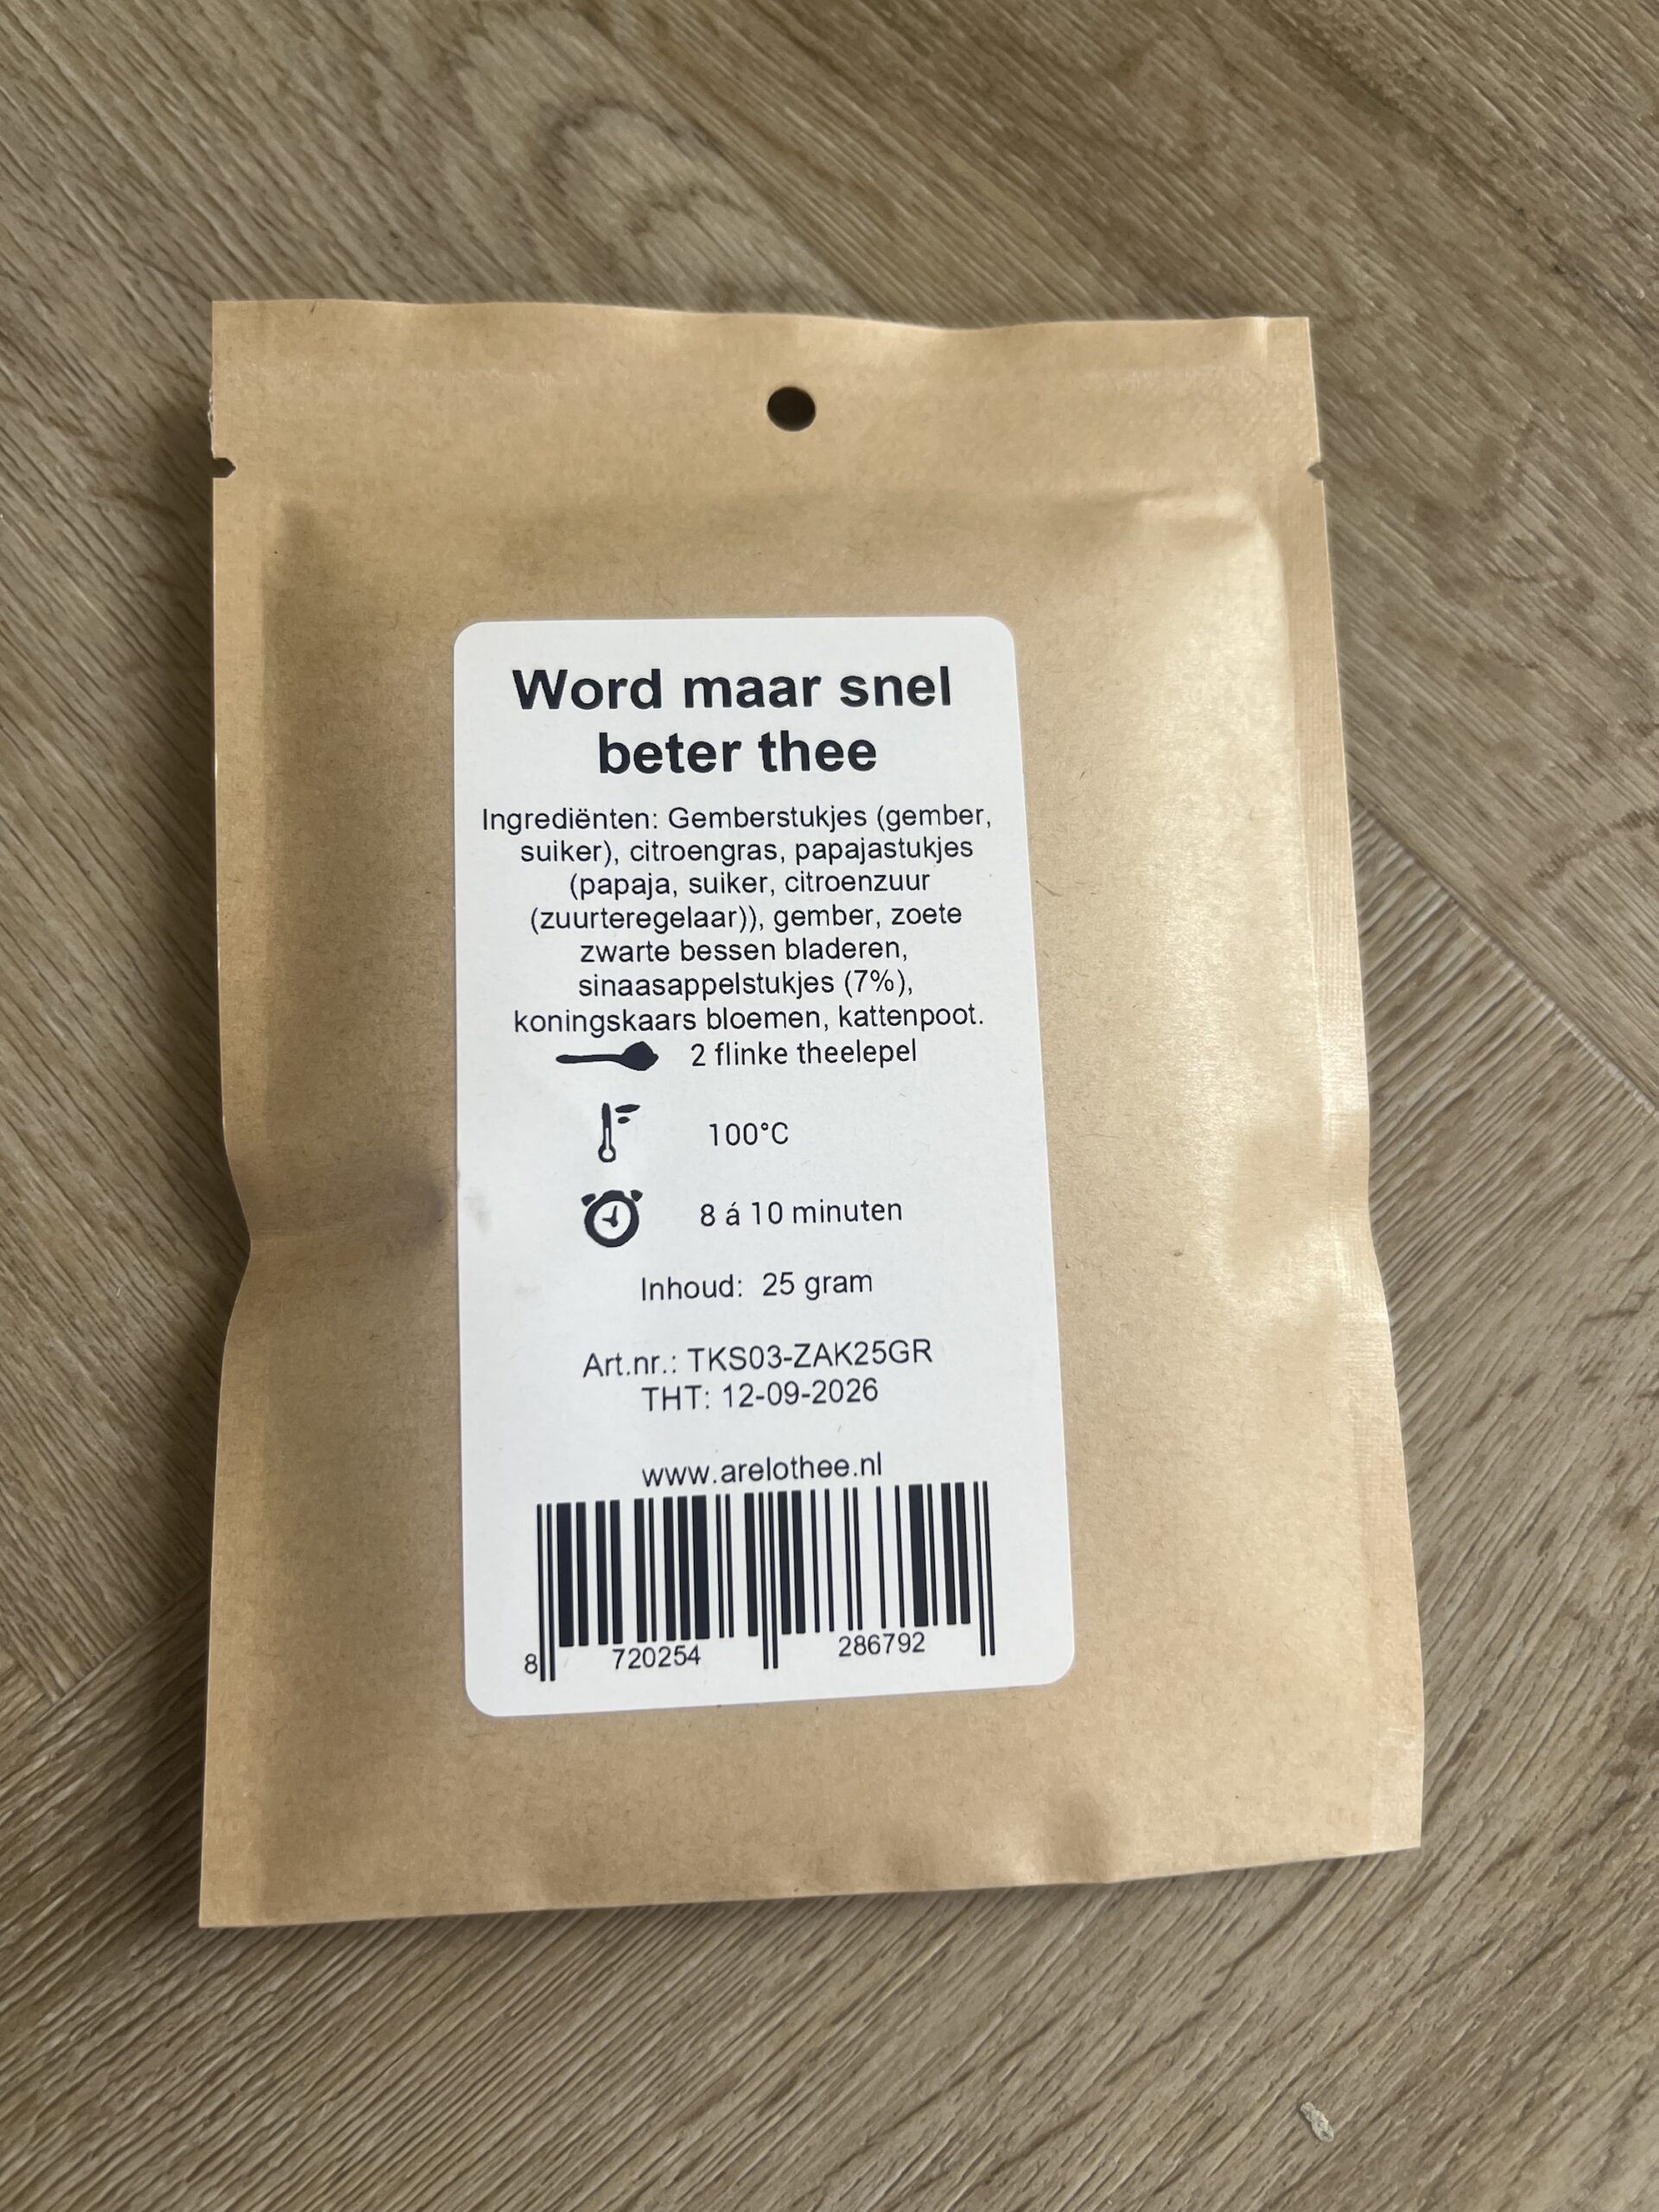 Word maar snel
beter thee
Ingrediënten: Gemberstukjes (gember,
suiker), citroengras, papajastukjes
(papaja, suiker, citroenzuur
(zuurteregelaar)), gember, zoete
zwarte bessen bladeren,
sinaasappelstukjes (7%),
koningskaars bloemen, kattenpoot.
2 flinke theelepel
100°C
8 á 10 minuten
Inhoud: 25 gram
Art.nr.: TKS03-ZAK25GR
THT: 12-09-2026
www.arelothee.nl
8 720254 286792